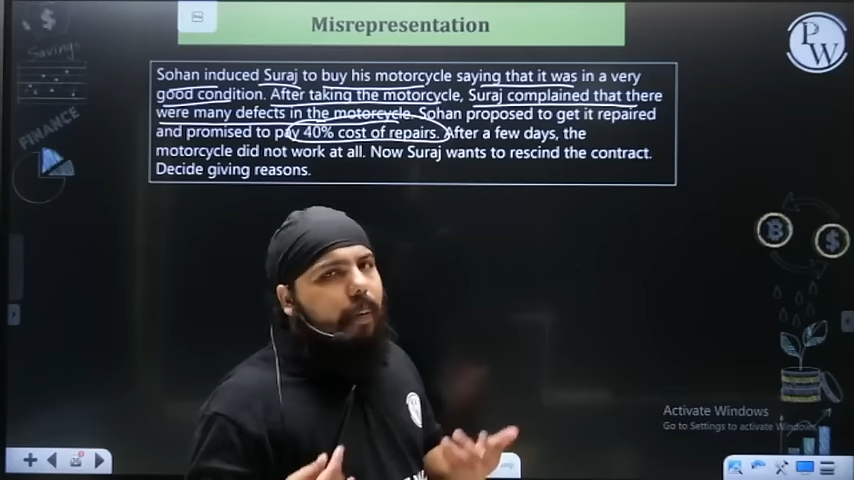 Misrepresentation
P
W
Saving
Sohan induced Suraj to buy his motorcycle saying that it was in a very
good condition. After taking the motorcycle, Suraj complained that there
were many defects in the motorcycle. Sohan proposed to get it repaired
and promised to pay 40% cost of repairs. After a few days, the
motorcycle did not work at all. Now Suraj wants to rescind the contract.
Decide giving reasons.
FINANCE
Activate Windows
Go to Settings to activate Windows.